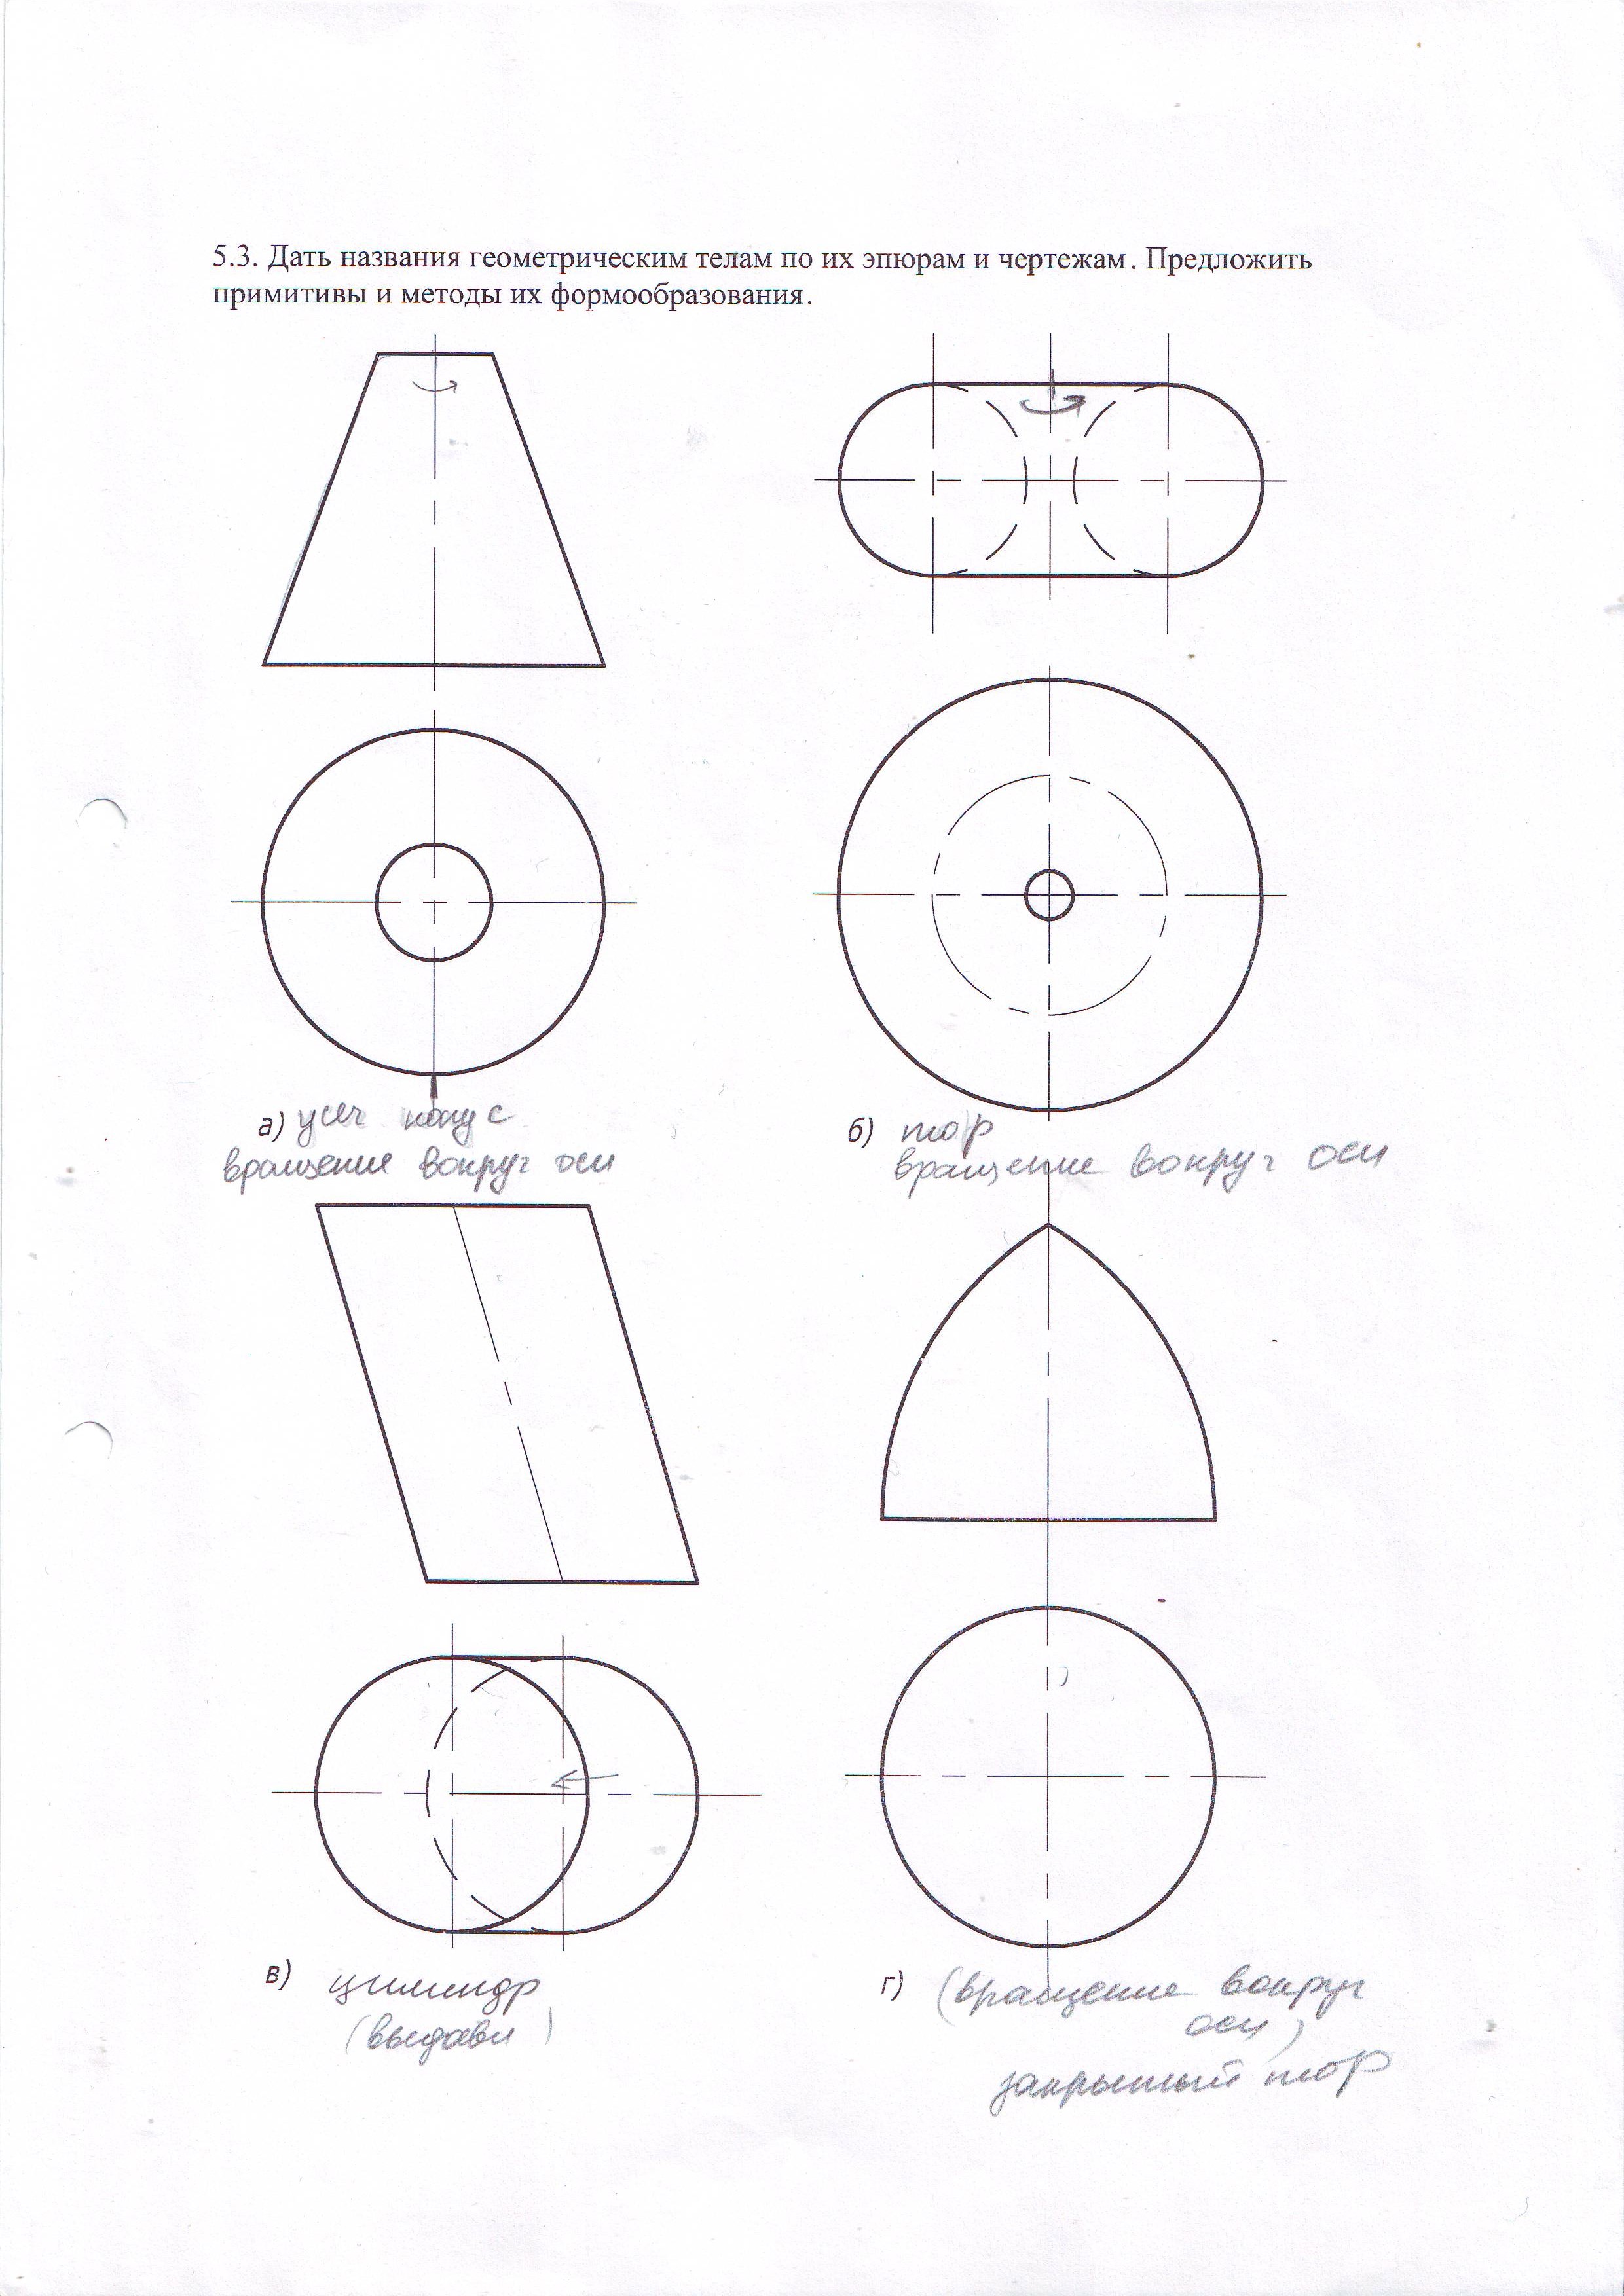 5.3. Дать названия геометрическим телам по их эпюрам и чертежам. Предложить
примитивы и методы их формообразования.
а) усеч конус
вращение вокруг оси
б) тор
вращение вокруг оси
в) цилиндр
(выдавл)
г) (вращение вокруг
оси)
закрытый тор